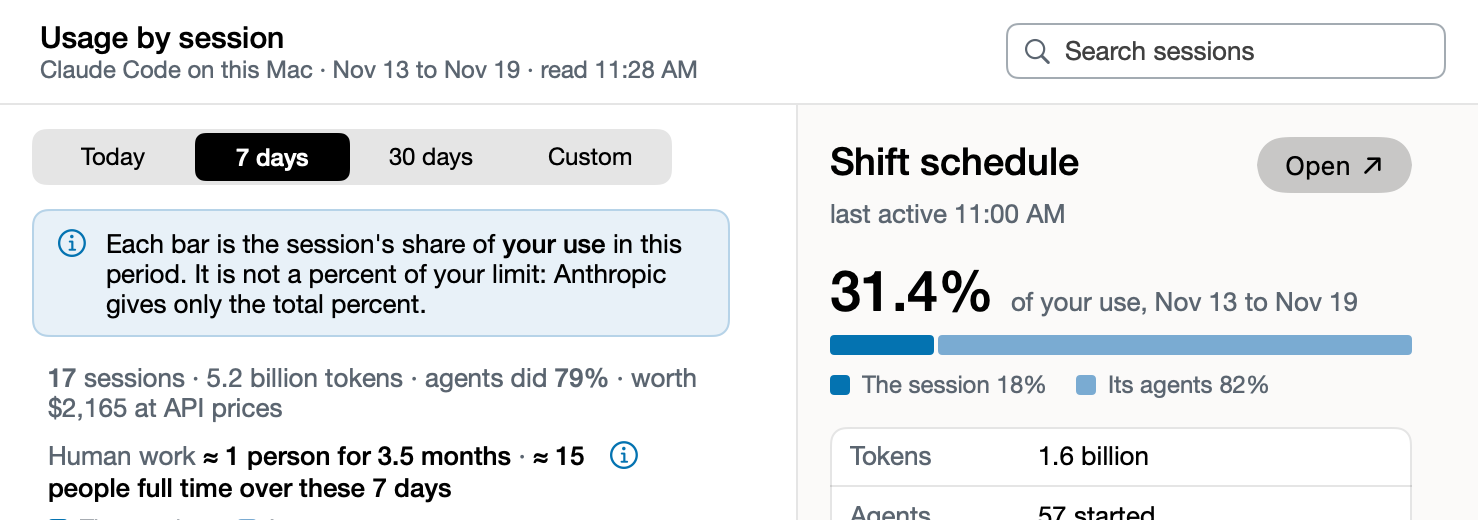 Usage by session
Claude Code on this Mac · Nov 13 to Nov 19 · read 11:28 AM
Search sessions
Today
7 days
30 days
Custom
Each bar is the session's share of your use in this
period. It is not a percent of your limit: Anthropic
gives only the total percent.
17 sessions · 5.2 billion tokens · agents did 79% · worth
$2,165 at API prices
Human work ≈ 1 person for 3.5 months · ≈ 15
people full time over these 7 days
Shift schedule
Open ↗
last active 11:00 AM
31.4% of your use, Nov 13 to Nov 19
The session 18%
Its agents 82%
Tokens 1.6 billion
Agents 57 started